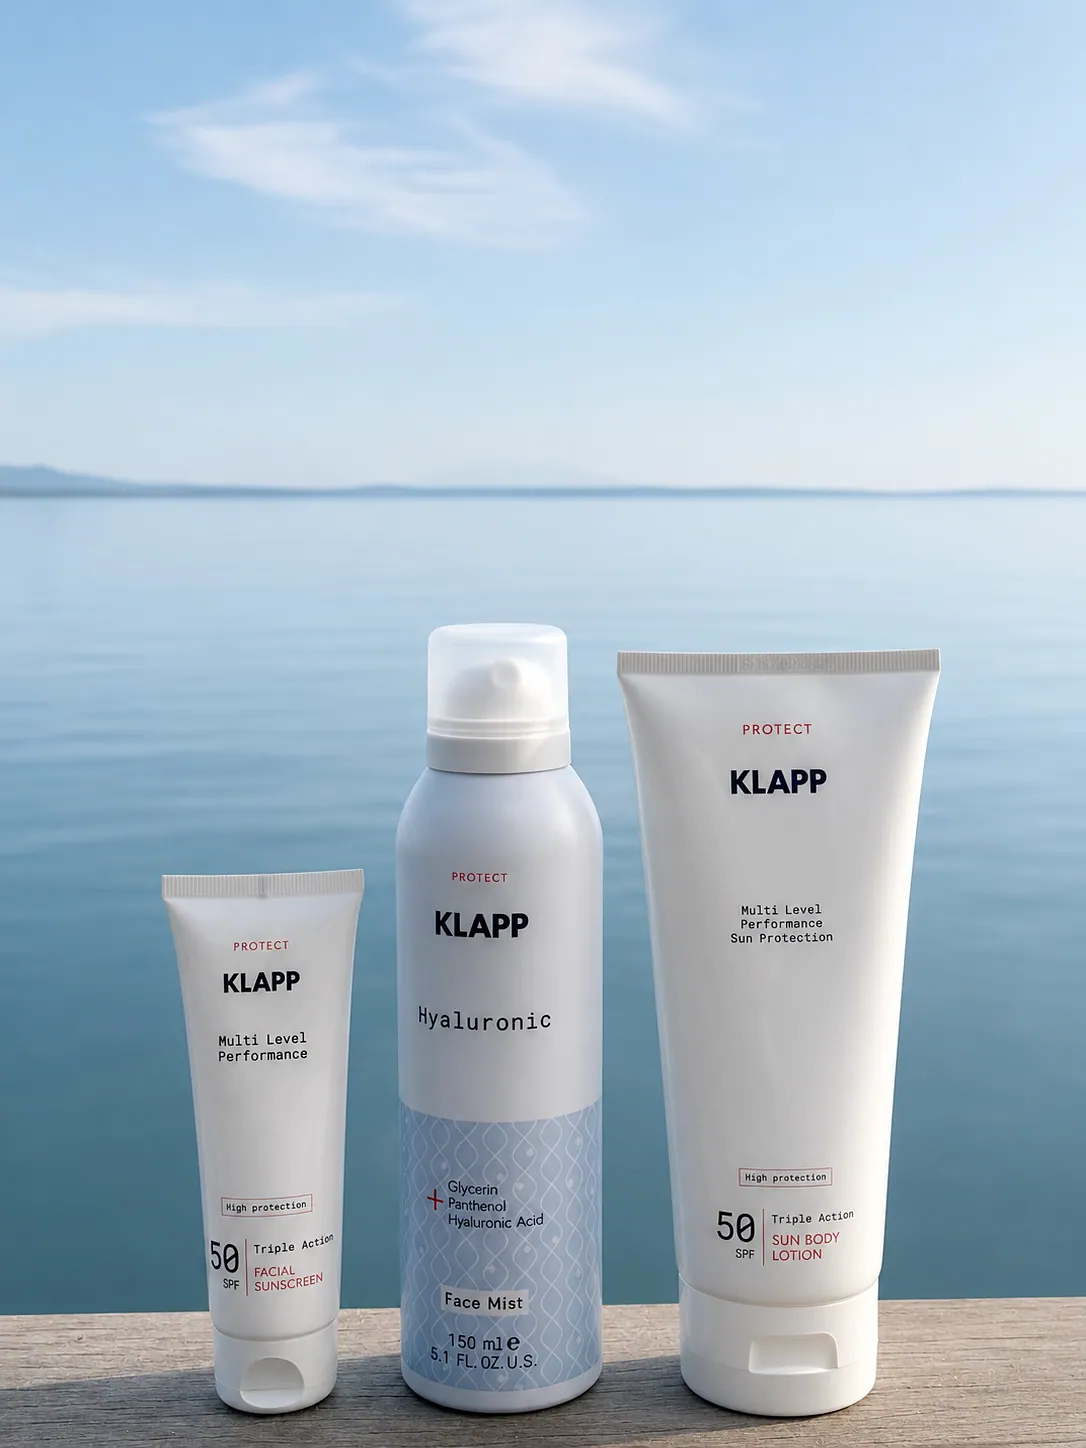 PROTECT
KLAPP
Multi Level
Performance
High protection
50
SPF
Triple Action
FACIAL
SUNSCREEN
PROTECT
KLAPP
Hyaluronic
+
Glycerin
Panthenol
Hyaluronic Acid
Face Mist
150 ml ℮
5.1 FL.OZ.U.S.
PROTECT
KLAPP
Multi Level
Performance
Sun Protection
High protection
50
SPF
Triple Action
SUN BODY
LOTION